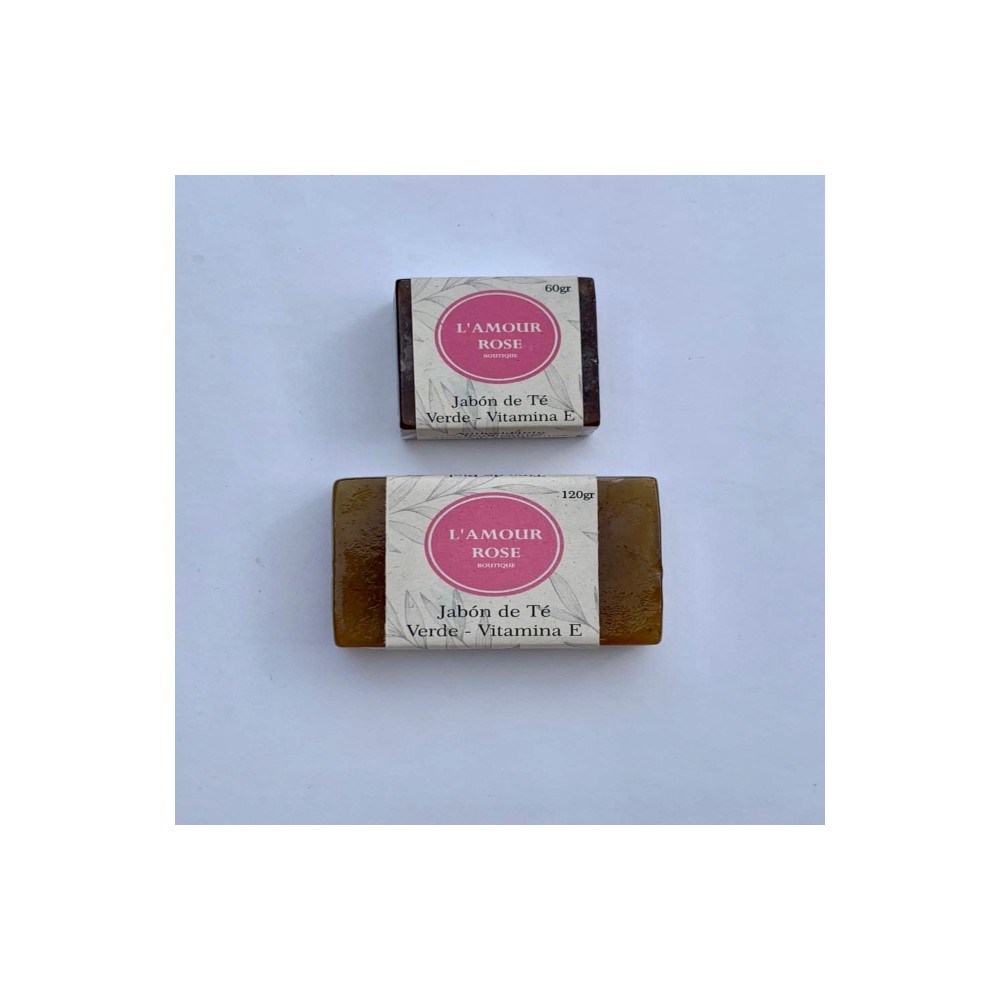 60gr
L'AMOUR
ROSE
BOUTIQUE
Jabón de Té
Verde - Vitamina E
120gr
L'AMOUR
ROSE
BOUTIQUE
Jabón de Té
Verde - Vitamina E